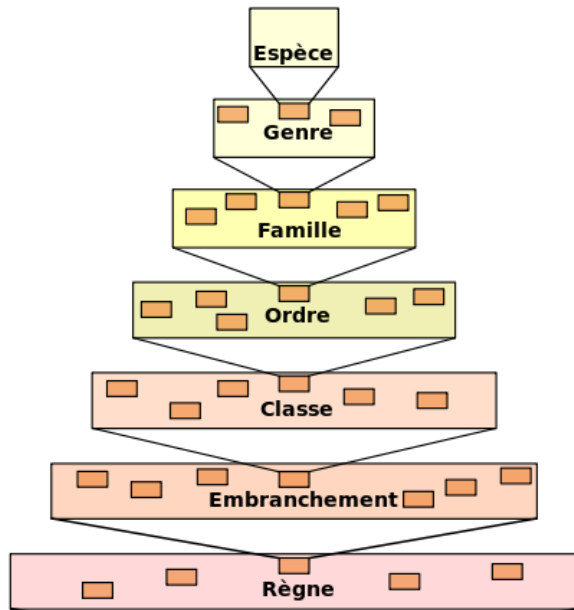 Espèce
Genre
Famille
Ordre
Classe
Embranchement
Règne